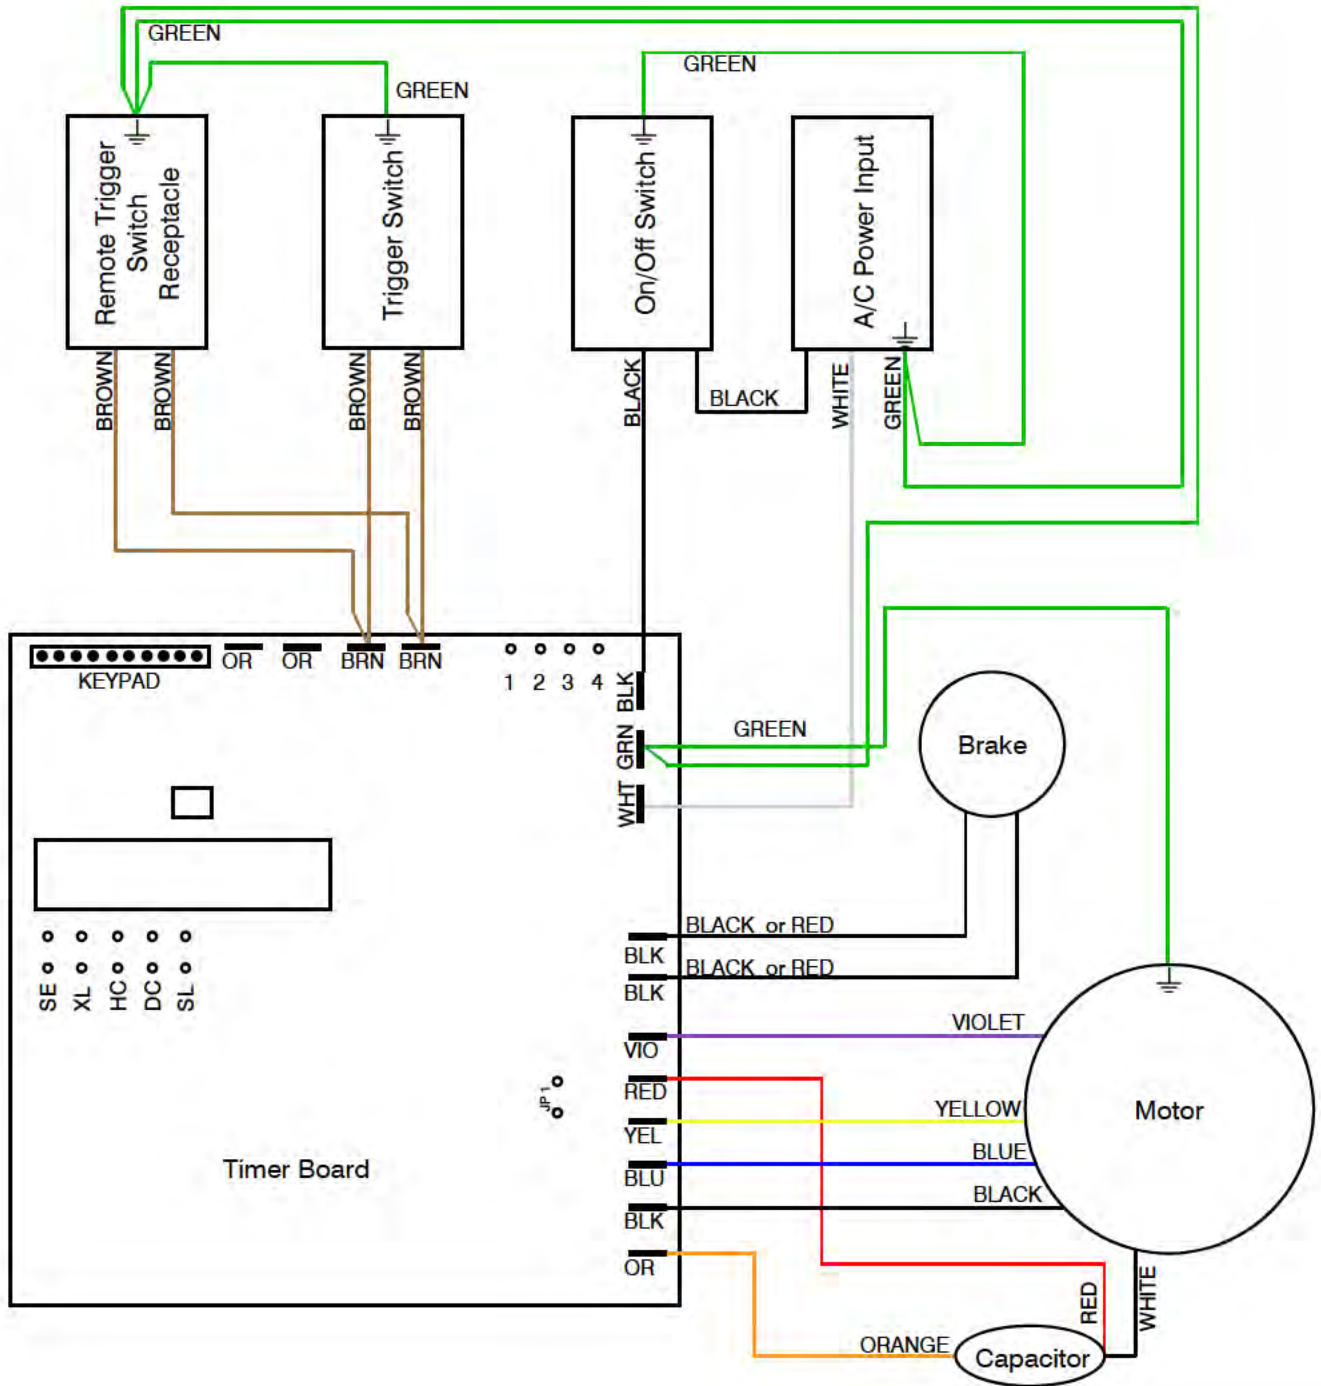 GREEN
GREEN
GREEN
Remote Trigger
Switch
Receptacle
Trigger Switch
On/Off Switch
A/C Power Input
BROWN
BROWN
BROWN
BROWN
BLACK
BLACK
WHITE
GREEN
KEYPAD
OR
OR
BRN
BRN
1 2 3 4
BLK
GRN
WHT
GREEN
Brake
BLACK or RED
BLK
BLACK or RED
BLK
SE
XL
HC
DC
SL
VIOLET
VIO
JP 1
RED
YELLOW
YEL
Motor
BLUE
BLU
Timer Board
BLACK
BLK
OR
RED
WHITE
ORANGE
Capacitor